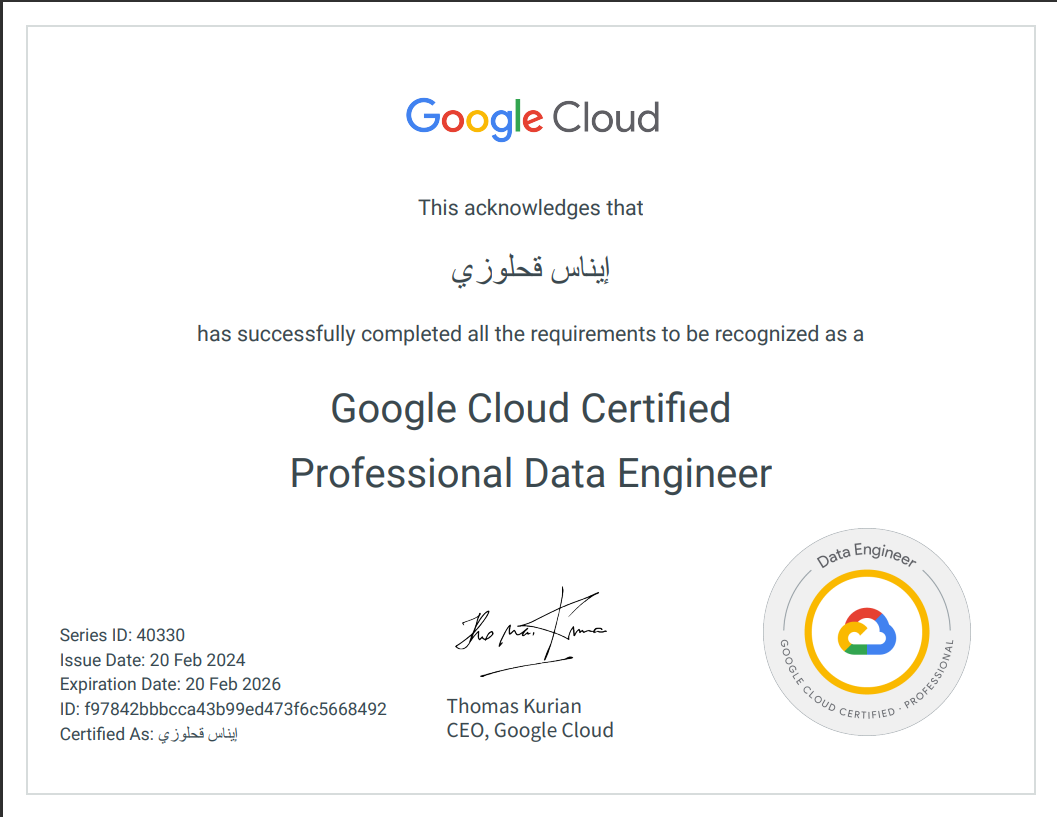 Google Cloud
This acknowledges that
إيناس قحلوزي
has successfully completed all the requirements to be recognized as a
Google Cloud Certified
Professional Data Engineer
Series ID: 40330
Issue Date: 20 Feb 2024
Expiration Date: 20 Feb 2026
ID: f97842bbbcca43b99ed473f6c5668492
Certified As: إيناس قحلوزي
Thomas Kurian
CEO, Google Cloud
Data Engineer
GOOGLE CLOUD CERTIFIED · PROFESSIONAL